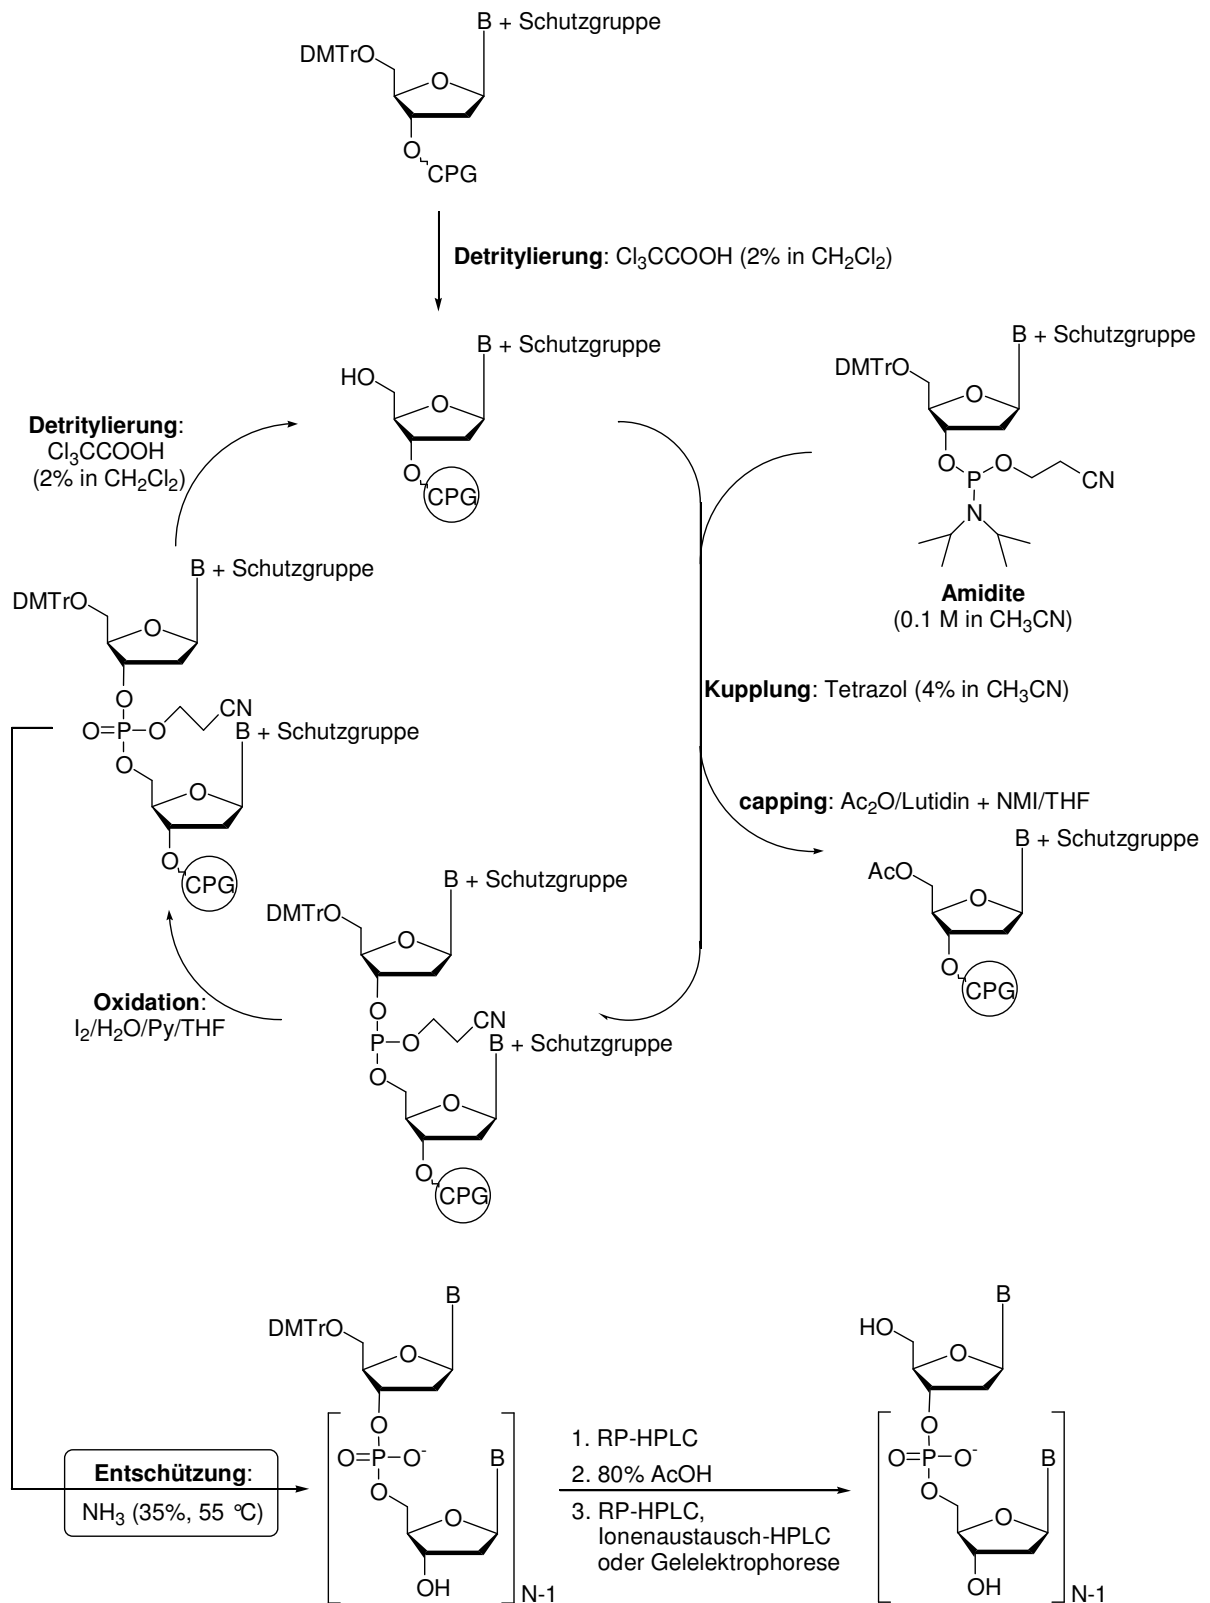 B + Schutzgruppe
DMTrO
O
O
CPG
Detritylierung: Cl3CCOOH (2% in CH2Cl2)
B + Schutzgruppe
HO
O
O
CPG
B + Schutzgruppe
DMTrO
O
O
P
O
CN
N
Amidite
(0.1 M in CH3CN)
Detritylierung:
Cl3CCOOH
(2% in CH2Cl2)
B + Schutzgruppe
DMTrO
O
O
O=P–O
CN
B + Schutzgruppe
O
O
O
CPG
Kupplung: Tetrazol (4% in CH3CN)
capping: Ac2O/Lutidin + NMI/THF
B + Schutzgruppe
AcO
O
O
CPG
B + Schutzgruppe
DMTrO
O
O
P–O
CN
B + Schutzgruppe
O
O
O
CPG
Oxidation:
I2/H2O/Py/THF
B
DMTrO
O
O
O=P–O-
B
O
O
OH
N-1
Entschützung:
NH3 (35%, 55 °C)
1. RP-HPLC
2. 80% AcOH
3. RP-HPLC,
Ionenaustausch-HPLC
oder Gelelektrophorese
B
HO
O
O
O=P–O-
B
O
O
OH
N-1